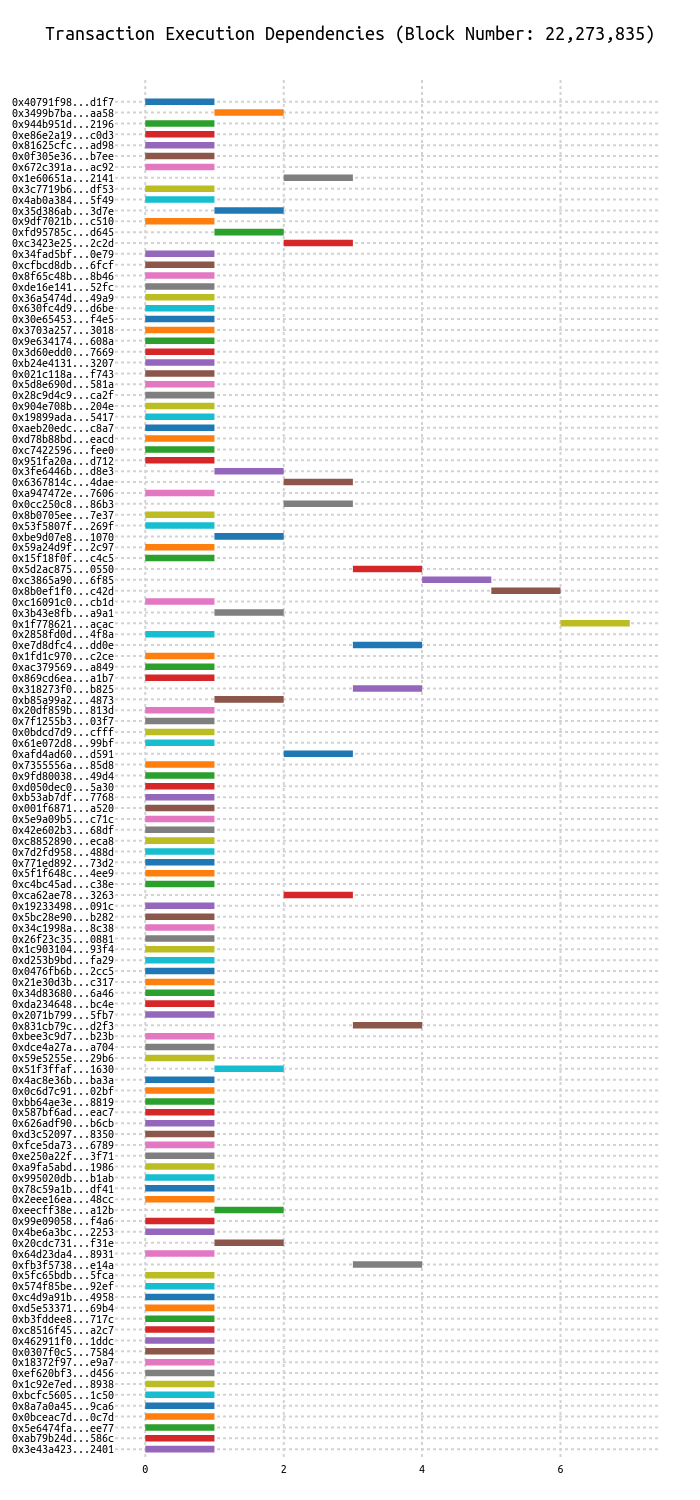 Transaction Execution Dependencies (Block Number: 22,273,835)
0x40791f98...d1f7
0x3499b7ba...aa58
0x944b951d...2196
0xe86e2a19...c0d3
0x81625cfc...ad98
0x0f305e36...b7ee
0x672c391a...ac92
0x1e60651a...2141
0x3c7719b6...df53
0x4ab0a384...5f49
0x35d386ab...3d7e
0x9df7021b...c510
0xfd95785c...d645
0xc3423e25...2c2d
0x34fad5bf...0e79
0xcfbcd8db...6fcf
0x8f65c48b...8b46
0xde16e141...52fc
0x36a5474d...49a9
0x630fc4d9...d6be
0x30e65453...f4e5
0x3703a257...3018
0x9e634174...608a
0x3d60edd0...7669
0xb24e4131...3207
0x021c118a...f743
0x5d8e690d...581a
0x28c9d4c9...ca2f
0x904e708b...204e
0x19899ada...5417
0xaeb20edc...c8a7
0xd78b88bd...eacd
0xc7422596...fee0
0x951fa20a...d712
0x3fe6446b...d8e3
0x6367814c...4dae
0xa947472e...7606
0x0cc250c8...86b3
0x8b0705ee...7e37
0x53f5807f...269f
0xbe9d07e8...1070
0x59a24d9f...2c97
0x15f18f0f...c4c5
0x5d2ac875...0550
0xc3865a90...6f85
0x8b0ef1f0...c42d
0xc16091c0...cb1d
0x3b43e8fb...a9a1
0x1f778621...acac
0x2858fd0d...4f8a
0xe7d8dfc4...dd0e
0x1fd1c970...c2ce
0xac379569...a849
0x869cd6ea...a1b7
0x318273f0...b825
0xb85a99a2...4873
0x20df859b...813d
0x7f1255b3...03f7
0x0bdcd7d9...cfff
0x61e072d8...99bf
0xafd4ad60...d591
0x7355556a...85d8
0x9fd80038...49d4
0xd050dec0...5a30
0xb53ab7df...7768
0x001f6871...a520
0x5e9a09b5...c71c
0x42e602b3...68df
0xc8852890...eca8
0x7d2fd958...488d
0x771ed892...73d2
0x5f1f648c...4ee9
0xc4bc45ad...c38e
0xca62ae78...3263
0x19233498...091c
0x5bc28e90...b282
0x34c1998a...8c38
0x26f23c35...0881
0x1c903104...93f4
0xd253b9bd...fa29
0x0476fb6b...2cc5
0x21e30d3b...c317
0x34d83680...6a46
0xda234648...bc4e
0x2071b799...5fb7
0x831cb79c...d2f3
0xbee3c9d7...b23b
0xdce4a27a...a704
0x59e5255e...29b6
0x51f3ffaf...1630
0x4ac8e36b...ba3a
0x0c6d7c91...02bf
0xbb64ae3e...8819
0x587bf6ad...eac7
0x626adf90...b6cb
0xd3c52097...8350
0xfce5da73...6789
0xe250a22f...3f71
0xa9fa5abd...1986
0x995020db...b1ab
0x78c59a1b...df41
0x2eee16ea...48cc
0xeecff38e...a12b
0x99e09058...f4a6
0x4be6a3bc...2253
0x20cdc731...f31e
0x64d23da4...8931
0xfb3f5738...e14a
0x5fc65bdb...5fca
0x574f85be...92ef
0xc4d9a91b...4958
0xd5e53371...69b4
0xb3fddee8...717c
0xc8516f45...a2c7
0x462911f0...1ddc
0x0307f0c5...7584
0x18372f97...e9a7
0xef620bf3...d456
0x1c92e7ed...8938
0xbcfc5605...1c50
0x8a7a0a45...9ca6
0x0bceac7d...0c7d
0x5e6474fa...ee77
0xab79b24d...586c
0x3e43a423...2401
0 2 4 6